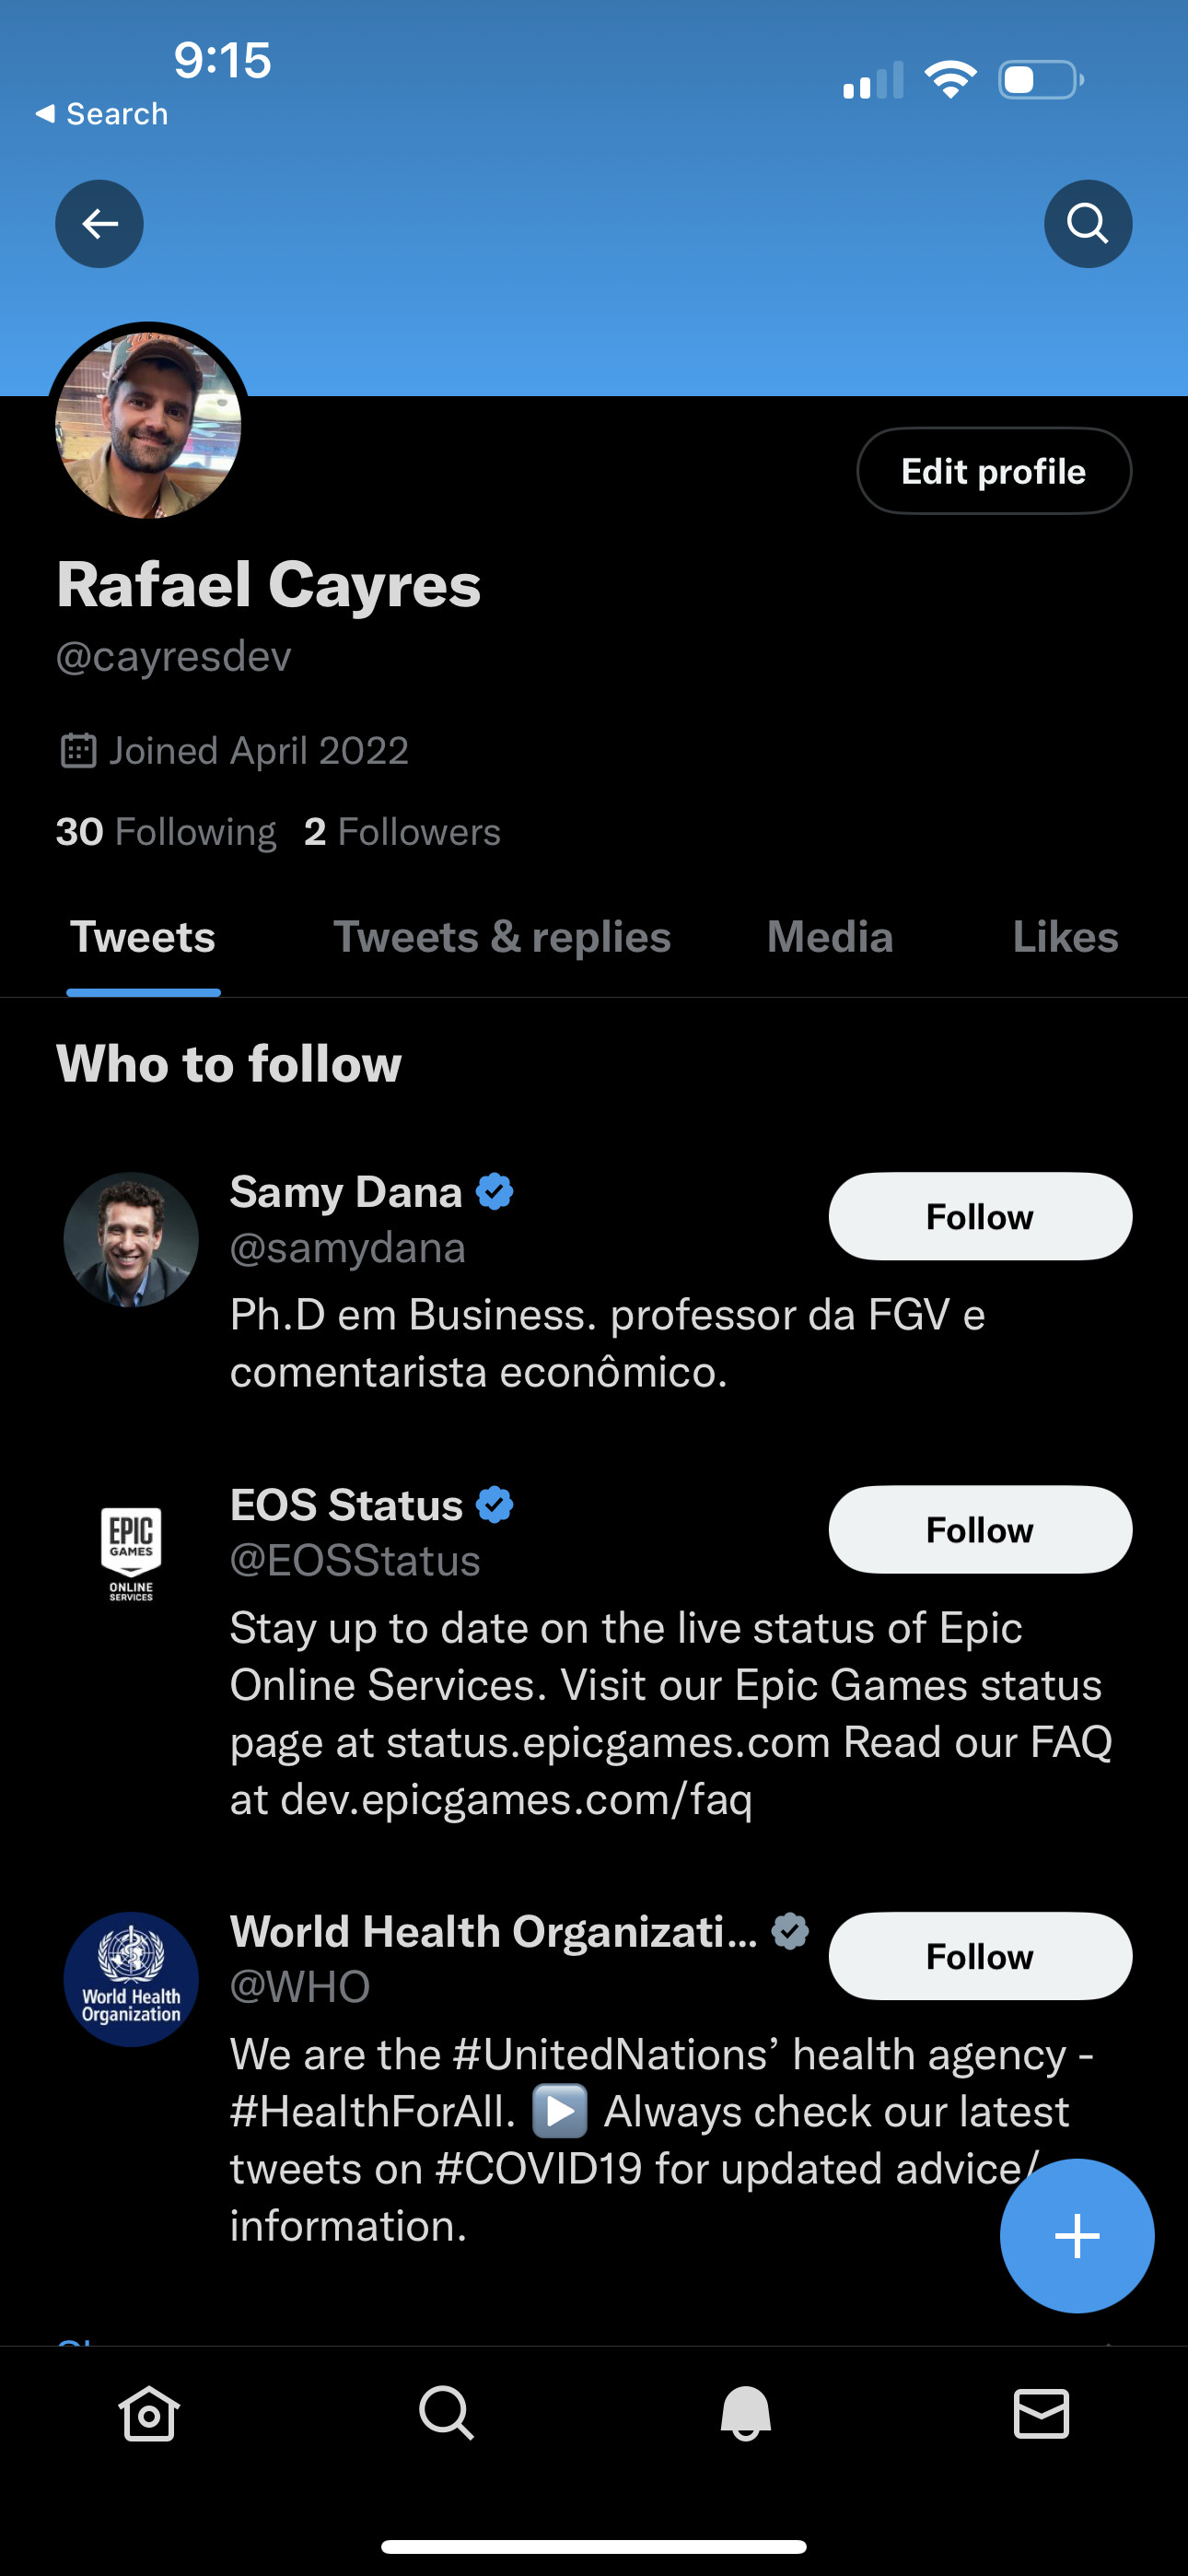 9:15
Search
Edit profile
Rafael Cayres
@cayresdev
Joined April 2022
30 Following 2 Followers
Tweets Tweets & replies Media Likes
Who to follow
Samy Dana
Follow
@samydana
Ph.D em Business. professor da FGV e
comentarista econômico.
EPIC
GAMES
ONLINE
SERVICES
EOS Status
Follow
@EOSStatus
Stay up to date on the live status of Epic
Online Services. Visit our Epic Games status
page at status.epicgames.com Read our FAQ
at dev.epicgames.com/faq
World Health
Organization
World Health Organizati...
Follow
@WHO
We are the #UnitedNations’ health agency -
#HealthForAll. ▶️ Always check our latest
tweets on #COVID19 for updated advice/
information.